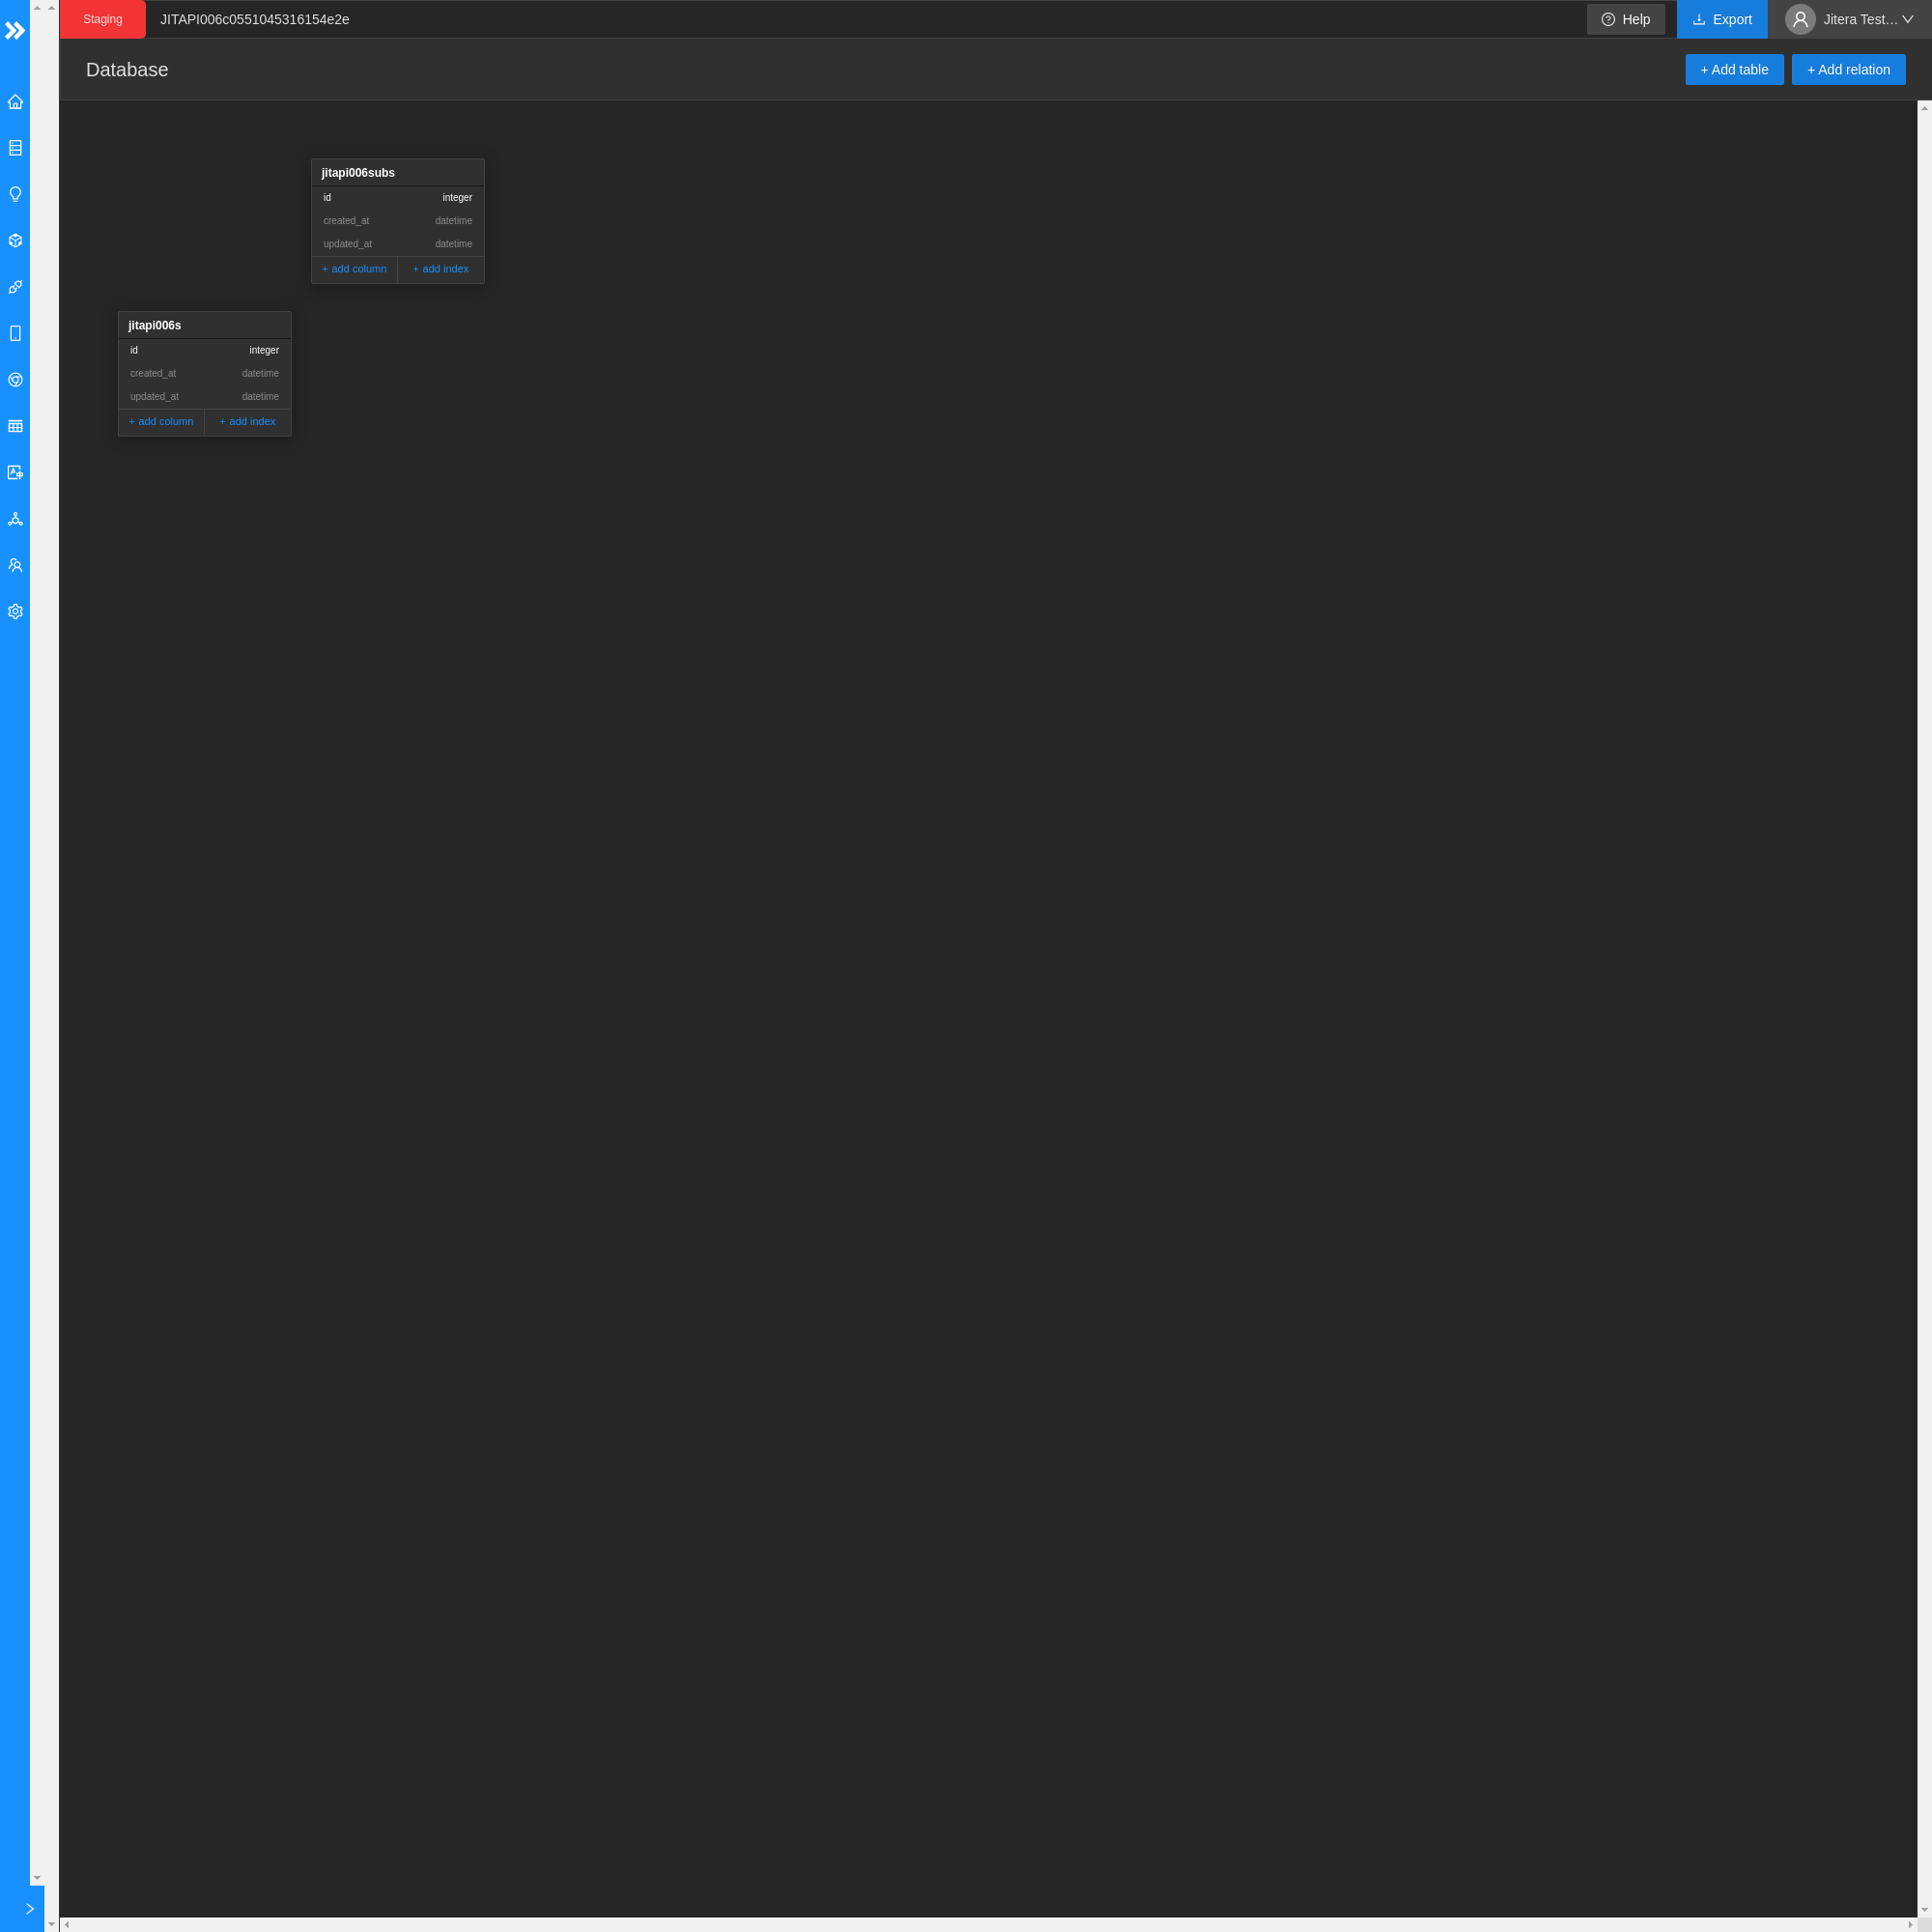 Staging JITAPI006c0551045316154e2e Help Export Jitera Test...
Database + Add table + Add relation
jitapi006subs
id integer
created_at datetime
updated_at datetime
+ add column + add index
jitapi006s
id integer
created_at datetime
updated_at datetime
+ add column + add index